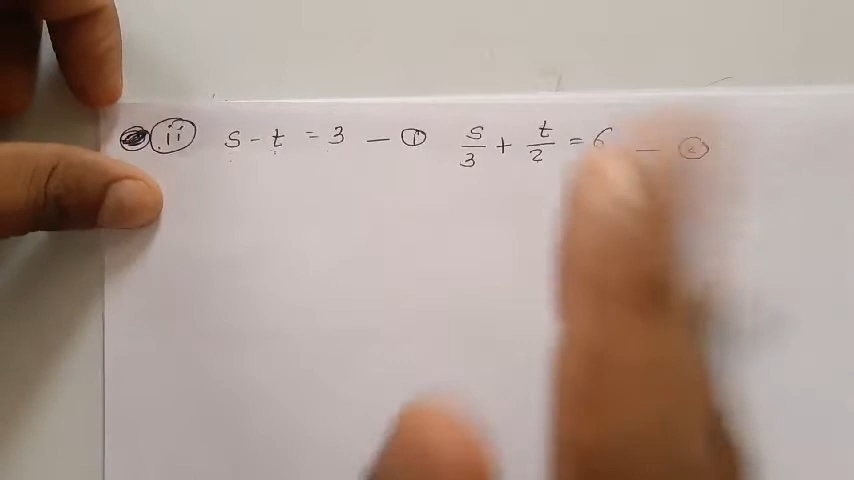 (ii) s - t = 3 — ① s/3 + t/2 = 6 — ②